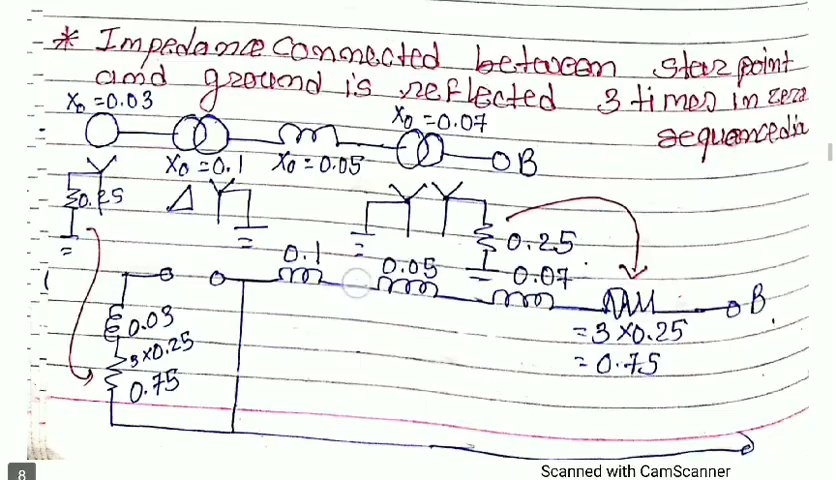 * Impedance connected between star point
and ground is reflected 3 times in zero
sequence dia
X₀ = 0.03
X₀ = 0.07
B
X₀ = 0.1 X₀ = 0.05
0.25
Δ
0.25
0.1
0.05
0.07
B.
0.03
3×0.25
0.75
= 3 × 0.25
= 0.75
8
Scanned with CamScanner